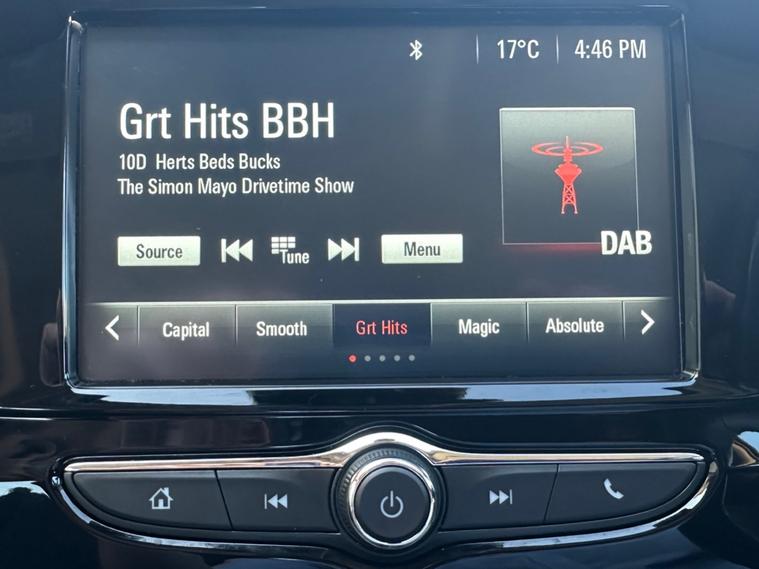 17°C 4:46 PM
Grt Hits BBH
10D Herts Beds Bucks
The Simon Mayo Drivetime Show
DAB
Source Tune Menu
Capital Smooth Grt Hits Magic Absolute